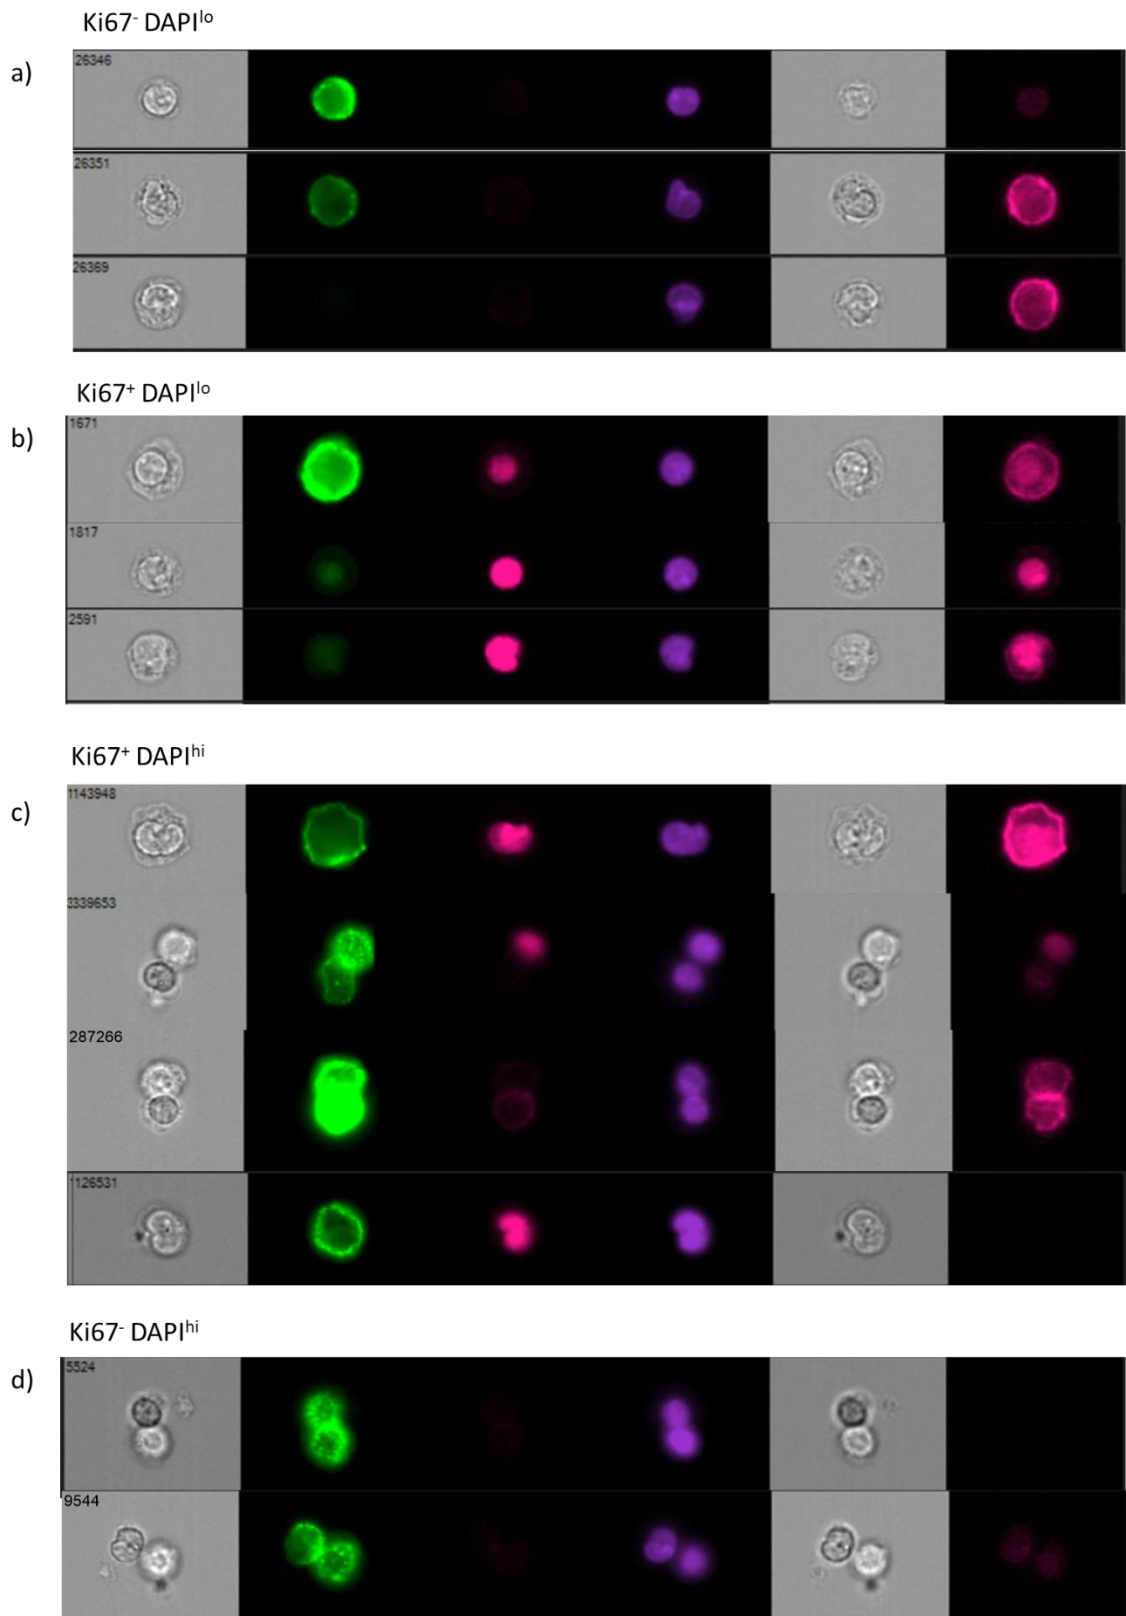 Ki67⁻ DAPIˡᵒ
a)
26346
26351
26369
Ki67⁺ DAPIˡᵒ
b)
1671
1817
2591
Ki67⁺ DAPIʰⁱ
c)
1143948
3339653
287266
1126531
Ki67⁻ DAPIʰⁱ
d)
5524
9544